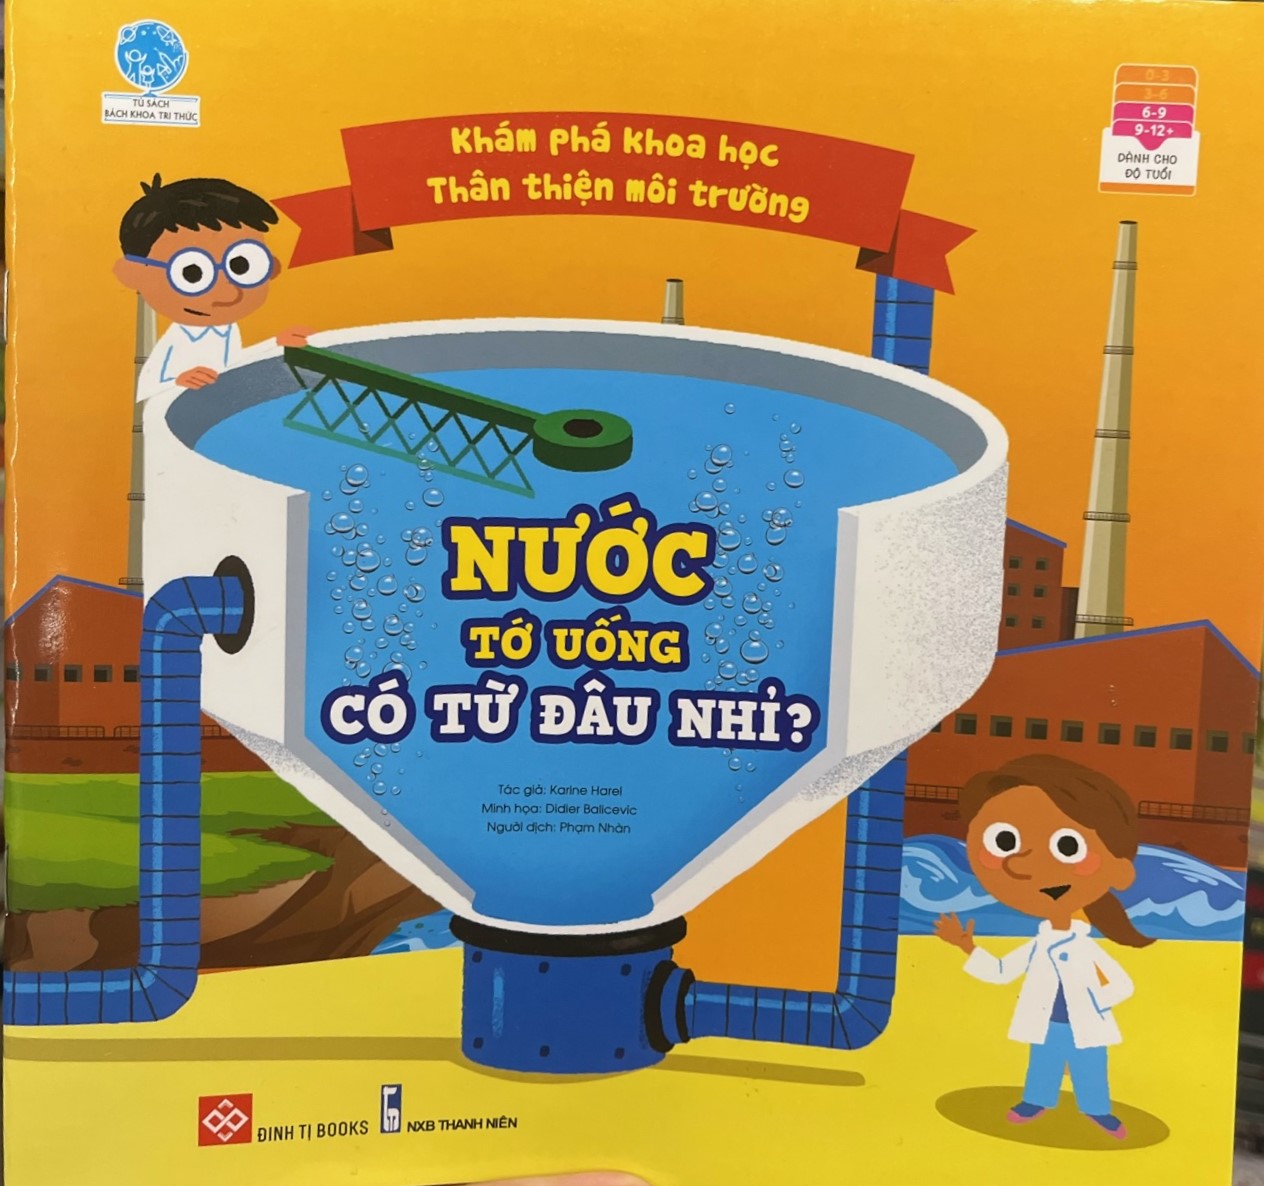 TỦ SÁCH
BÁCH KHOA TRI THỨC
0-3
3-6
6-9
9-12+
DÀNH CHO
ĐỘ TUỔI
Khám phá khoa học
Thân thiện môi trường
NƯỚC
TỚ UỐNG
CÓ TỪ ĐÂU NHỈ?
Tác giả: Karine Harel
Minh họa: Didier Balicevic
Người dịch: Phạm Nhàn
ĐINH TỊ BOOKS
NXB THANH NIÊN